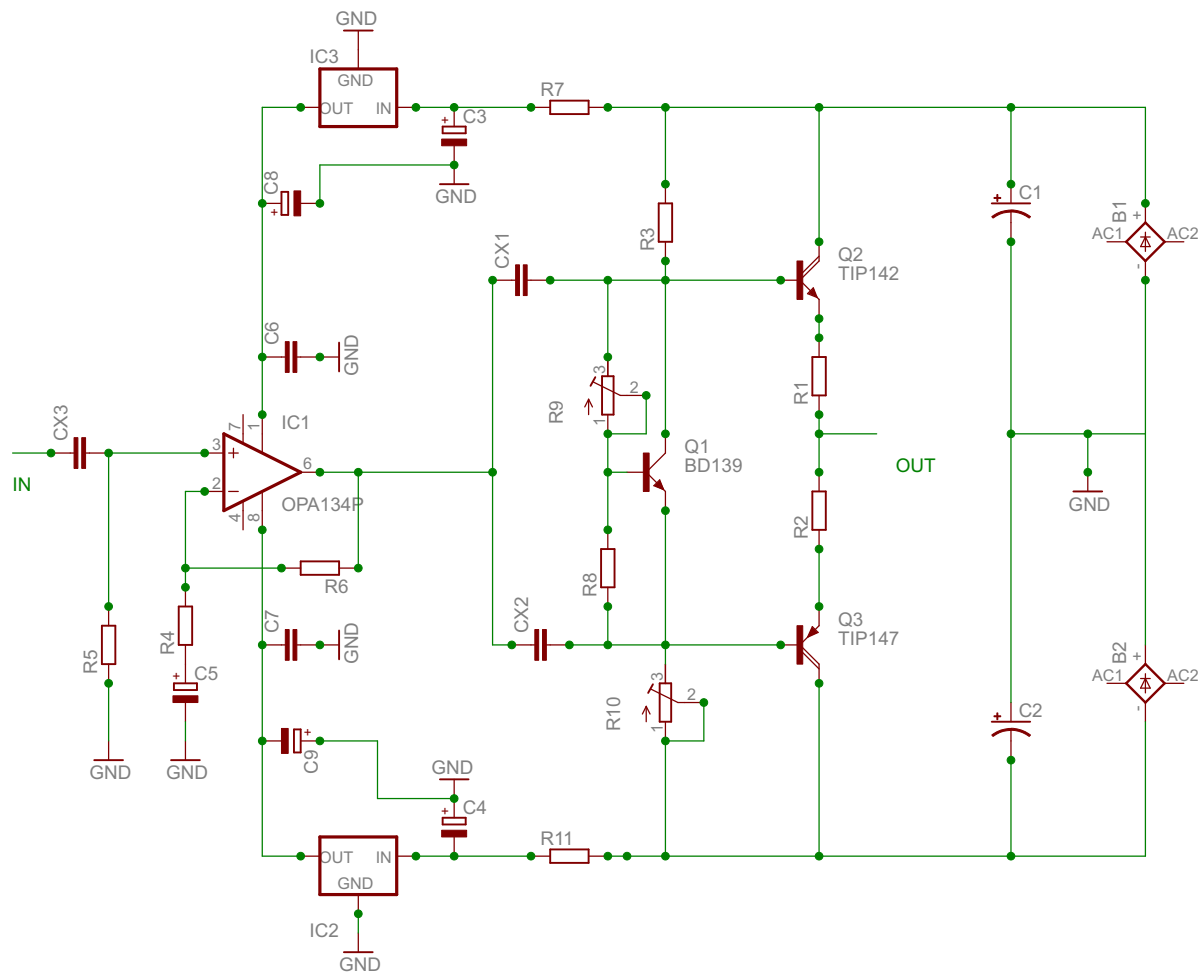 GND
IC3
GND
OUT IN
C3
R7
GND
C8
R3
CX1
Q2
TIP142
C1
B1
+
-
AC1 AC2
C6
GND
R1
R9
3
2
1
CX3
IN
IC1
7
1
3
+
2
−
6
4
8
OPA134P
Q1
BD139
OUT
GND
R2
R6
R8
R5
R4
C5
C7
GND
CX2
Q3
TIP147
B2
+
-
AC1 AC2
C2
R10
3
2
1
GND
GND
C9
GND
C4
R11
OUT IN
GND
IC2
GND